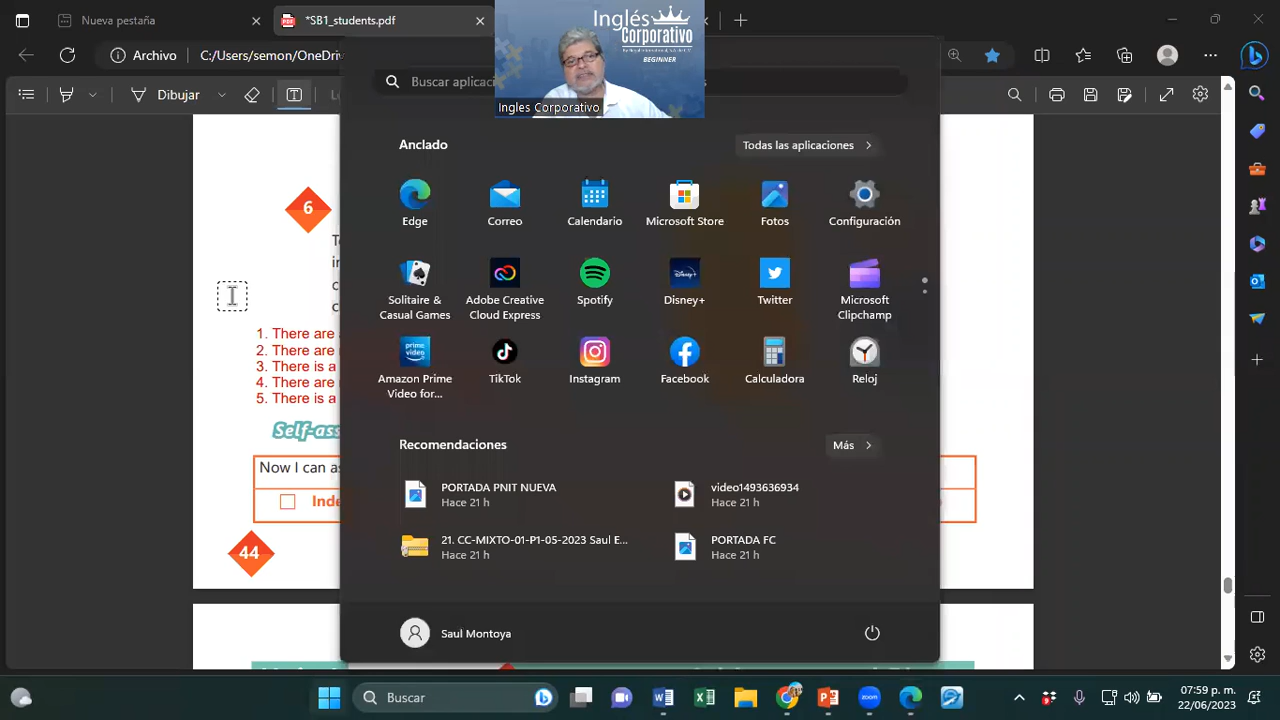 Nueva pestaña
*SB1_students.pdf
Archivo
C:/Users/semon/OneDriv
Inglés
Corporativo
BEGINNER
Ingles Corporativo
Buscar aplicaci
Dibujar
6
1. There are
2. There are
3. There is a
4. There are
5. There is a
Self-ass
Now I can as
Inde
44
Anclado
Todas las aplicaciones
Edge
Correo
Calendario
Microsoft Store
Fotos
Configuración
Solitaire &
Casual Games
Adobe Creative
Cloud Express
Spotify
Disney+
Twitter
Microsoft
Clipchamp
prime video
Amazon Prime
Video for...
TikTok
Instagram
Facebook
Calculadora
Reloj
Recomendaciones
Más
PORTADA PNIT NUEVA
Hace 21 h
video1493636934
Hace 21 h
21. CC-MIXTO-01-P1-05-2023 Saul E...
Hace 21 h
PORTADA FC
Hace 21 h
Saul Montoya
Buscar
07:59 p. m.
22/06/2023